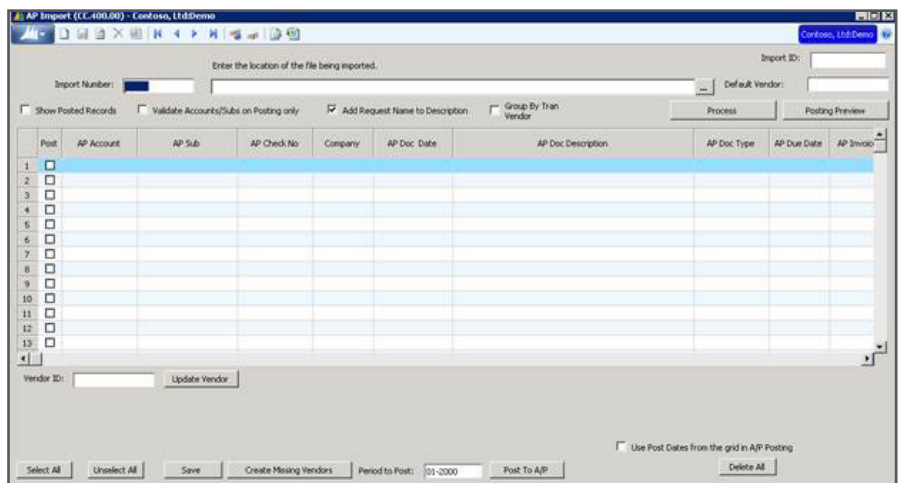 AP Import (CC.400.00) - Contoso, Ltd:Demo
Contoso, Ltd:Demo
Enter the location of the file being imported.
Import ID:
Import Number:
... Default Vendor:
Show Posted Records Validate Accounts/Subs on Posting only Add Request Name to Description Group By Tran Vendor Process Posting Preview
Post AP Account AP Sub AP Check No Company AP Doc Date AP Doc Description AP Doc Type AP Due Date AP Invoic
1
2
3
4
5
6
7
8
9
10
11
12
13
Vendor ID: Update Vendor
Use Post Dates from the grid in A/P Posting
Select All Unselect All Save Create Missing Vendors Period to Post: 01-2000 Post To A/P Delete All